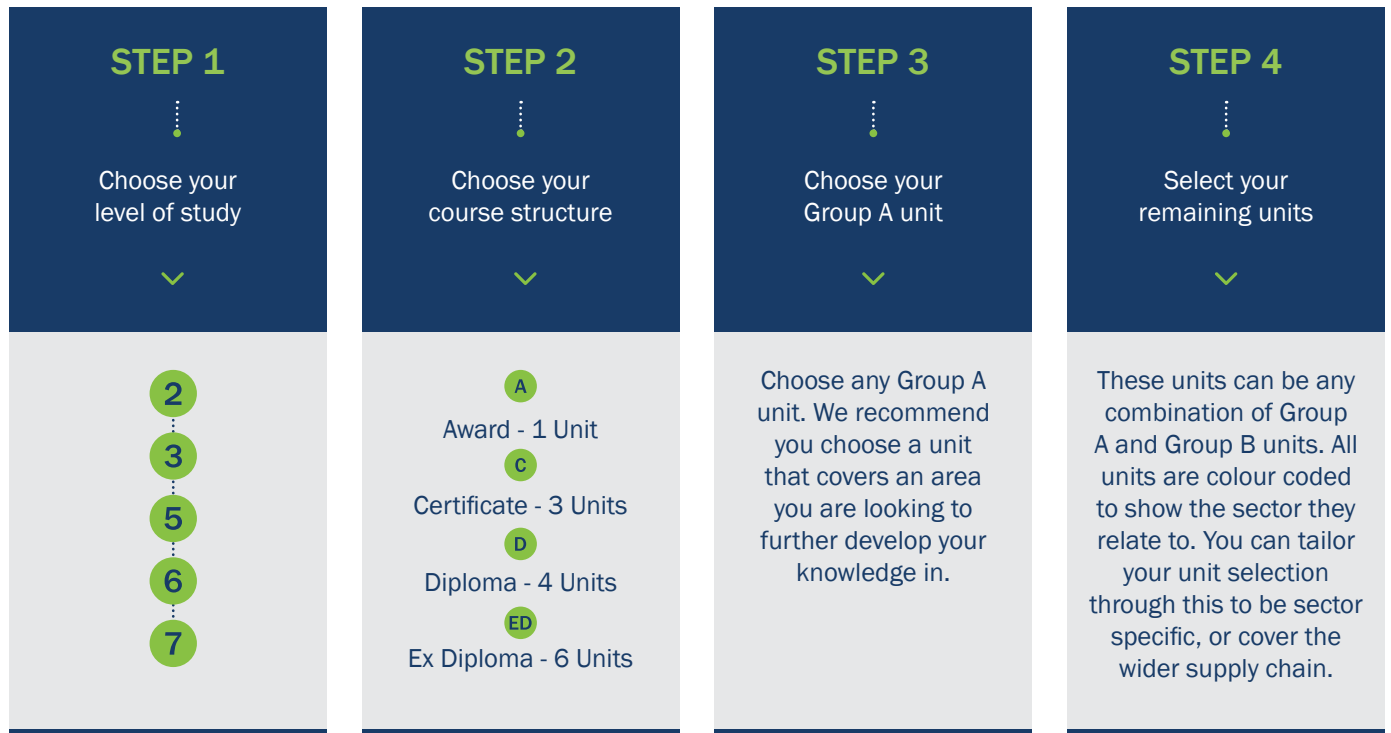 STEP 1
Choose your
level of study
2
3
5
6
7
STEP 2
Choose your
course structure
A
Award - 1 Unit
C
Certificate - 3 Units
D
Diploma - 4 Units
ED
Ex Diploma - 6 Units
STEP 3
Choose your
Group A unit
Choose any Group A
unit. We recommend
you choose a unit
that covers an area
you are looking to
further develop your
knowledge in.
STEP 4
Select your
remaining units
These units can be any
combination of Group
A and Group B units. All
units are colour coded
to show the sector they
relate to. You can tailor
your unit selection
through this to be sector
specific, or cover the
wider supply chain.